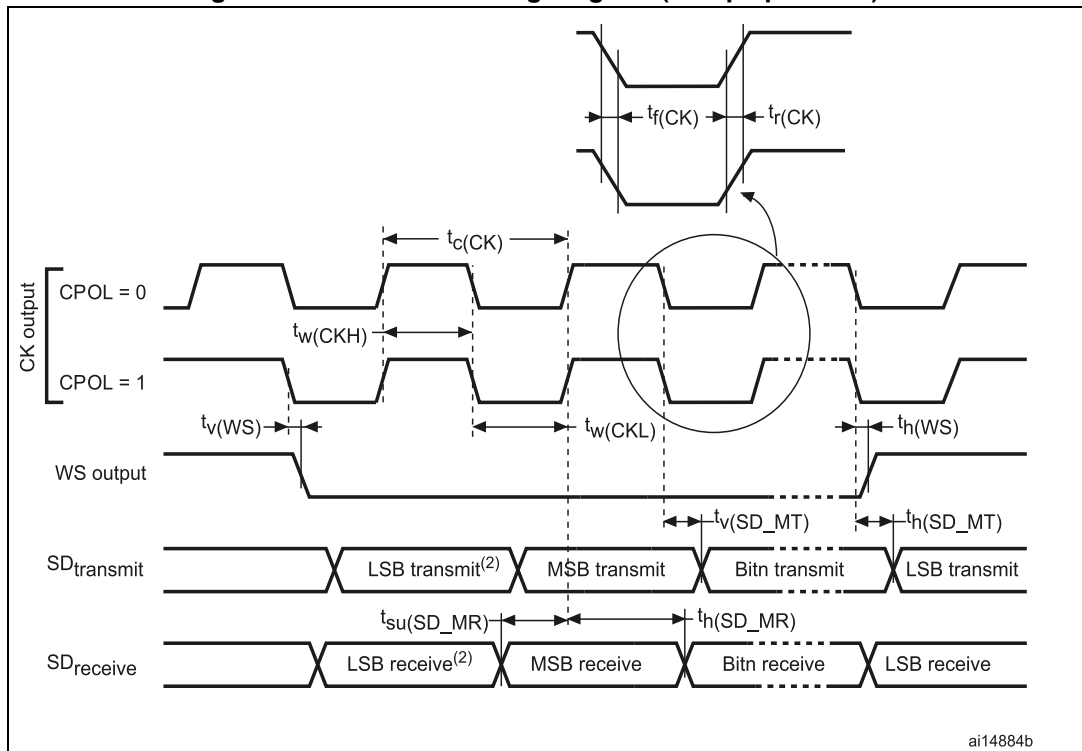 tf(CK)
tr(CK)
tc(CK)
CK output
CPOL = 0
tw(CKH)
CPOL = 1
tv(WS)
tw(CKL)
th(WS)
WS output
tv(SD_MT)
th(SD_MT)
SDtransmit
LSB transmit(2)
MSB transmit
Bitn transmit
LSB transmit
tsu(SD_MR)
th(SD_MR)
SDreceive
LSB receive(2)
MSB receive
Bitn receive
LSB receive
ai14884b